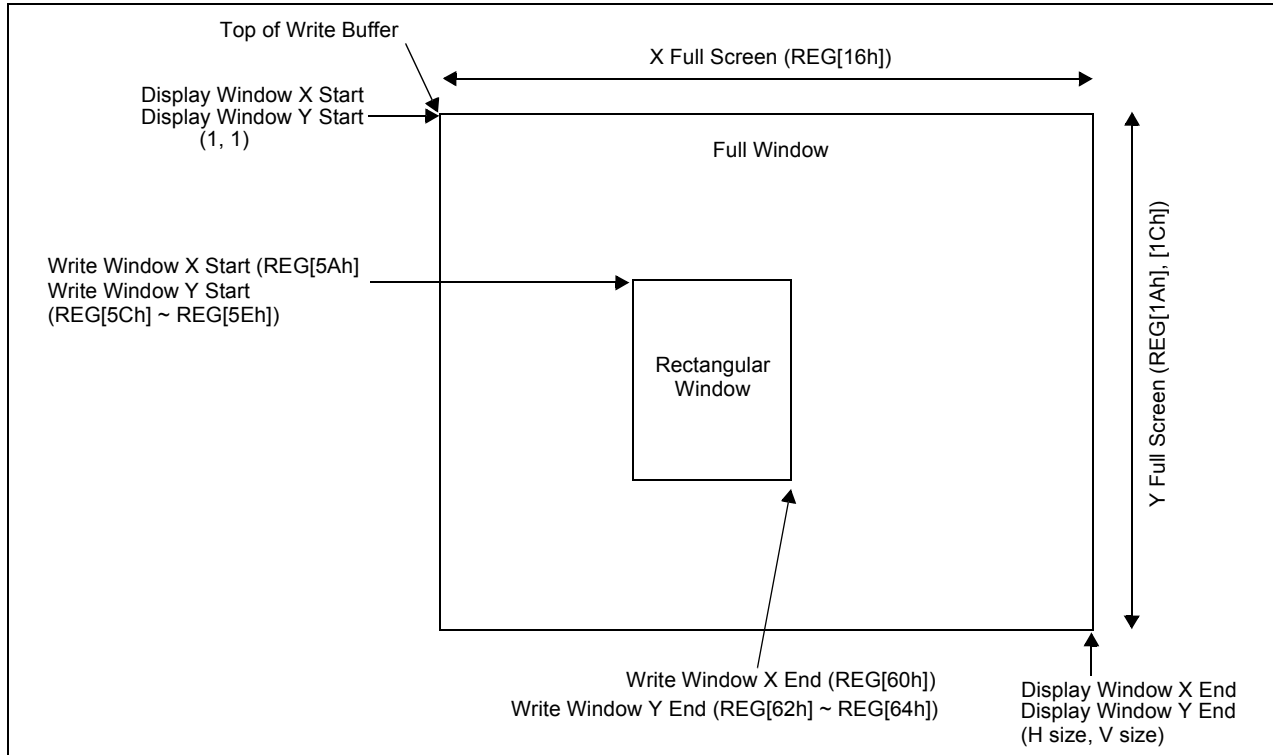 Top of Write Buffer
X Full Screen (REG[16h])
Display Window X Start
Display Window Y Start
(1, 1)
Full Window
Y Full Screen (REG[1Ah], [1Ch])
Write Window X Start (REG[5Ah]
Write Window Y Start
(REG[5Ch] ~ REG[5Eh])
Rectangular
Window
Write Window X End (REG[60h])
Write Window Y End (REG[62h] ~ REG[64h])
Display Window X End
Display Window Y End
(H size, V size)